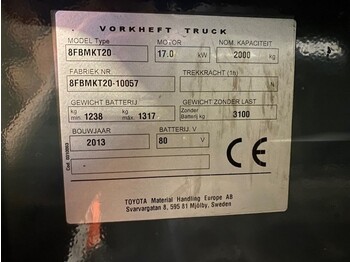 VORKHEFT TRUCK
MODEL Type MOTOR NOM. KAPACITEIT
8FBMKT20 17.0 kW 2000 kg
FABRIEK NR TREKKRACHT (1h)
8FBMKT20-10057 N
GEWICHT BATTERIJ GEWICHT ZONDER LAST
kg min. 1238 kg max. 1317 Zonder Batterij 3100 kg
BOUWJAAR BATTERIJ. V
2013 80 V
CE
TOYOTA Material Handling Europe AB
Svarvargatan 8, 595 81 Mjölby, Sweden